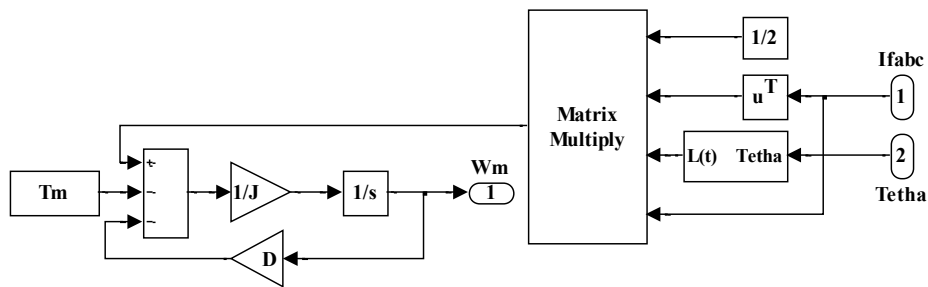 1/2
Ifabc
1
u^T
Matrix
Multiply
L(t) Tetha
2
Tetha
Tm
+
-
-
1/J
1/s
Wm
1
D